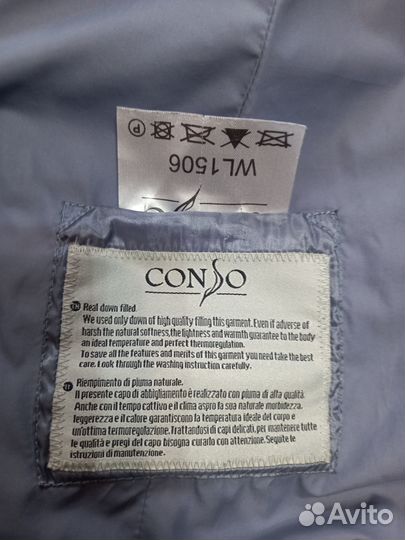 WL1506
CONSO
EN Real down filled.
We used only down of high quality filling this garment. Even if adverse of
harsh the natural softness, the lightness and warmth guarantee to the body
an ideal temperature and perfect thermoregulation.
To save all the features and merits of this garment you need take the best
care. Look through the washing instruction carefully.
IT Riempimento di piuma naturale.
Il presente capo di abbigliamento è realizzato con piuma di alta qualità.
Anche con il tempo cattivo e il clima aspro la sua naturale morbidezza,
leggerezza e il calore garantiscono la temperatura ideale del corpo e
un'ottima termoregolazione. Trattandosi di capi delicati, per mantenere tutte
le qualità e pregi del capo bisogna curarlo con attenzione. Seguite le
istruzioni di manutenzione.
Avito